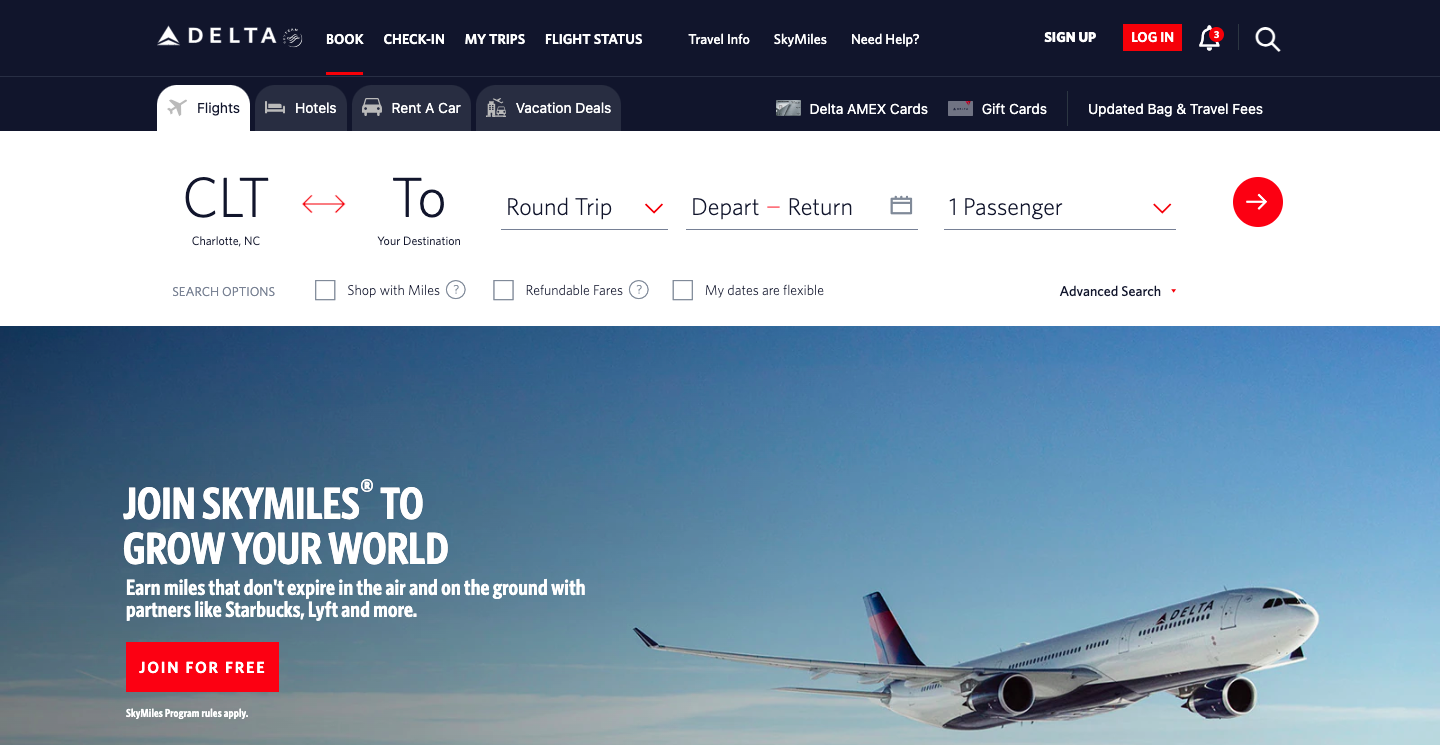 DELTA
BOOK CHECK-IN MY TRIPS FLIGHT STATUS Travel Info SkyMiles Need Help? SIGN UP LOG IN 3
Flights Hotels Rent A Car Vacation Deals Delta AMEX Cards Gift Cards Updated Bag & Travel Fees
CLT To Round Trip Depart – Return 1 Passenger
Charlotte, NC Your Destination
SEARCH OPTIONS Shop with Miles ? Refundable Fares ? My dates are flexible Advanced Search
JOIN SKYMILES® TO
GROW YOUR WORLD
Earn miles that don't expire in the air and on the ground with
partners like Starbucks, Lyft and more.
JOIN FOR FREE
SkyMiles Program rules apply.
DELTA